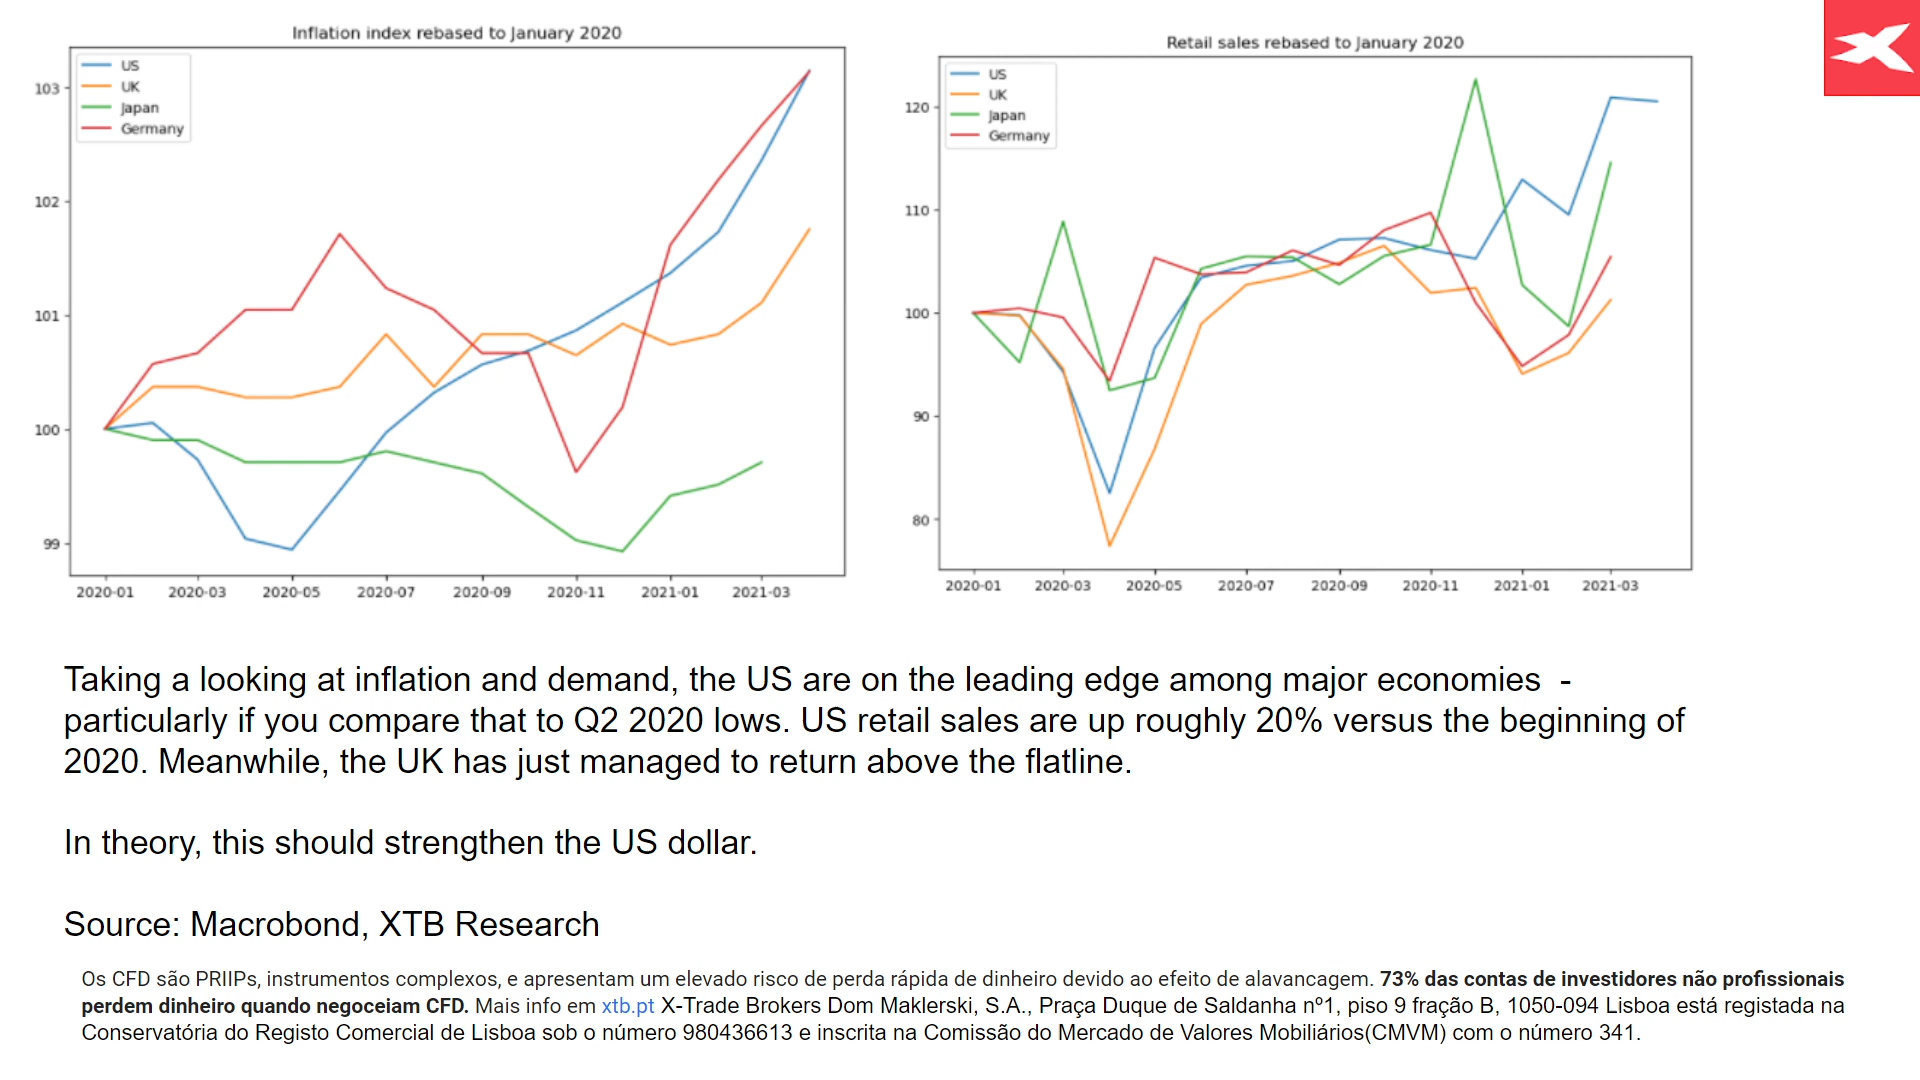 Inflation index rebased to January 2020
US
UK
Japan
Germany
103
102
101
100
99
2020-01 2020-03 2020-05 2020-07 2020-09 2020-11 2021-01 2021-03
Retail sales rebased to January 2020
US
UK
Japan
Germany
120
110
100
90
80
2020-01 2020-03 2020-05 2020-07 2020-09 2020-11 2021-01 2021-03
Taking a looking at inflation and demand, the US are on the leading edge among major economies -
particularly if you compare that to Q2 2020 lows. US retail sales are up roughly 20% versus the beginning of
2020. Meanwhile, the UK has just managed to return above the flatline.
In theory, this should strengthen the US dollar.
Source: Macrobond, XTB Research
Os CFD são PRIIPs, instrumentos complexos, e apresentam um elevado risco de perda rápida de dinheiro devido ao efeito de alavancagem. 73% das contas de investidores não profissionais
perdem dinheiro quando negoceiam CFD. Mais info em xtb.pt X-Trade Brokers Dom Maklerski, S.A., Praça Duque de Saldanha nº1, piso 9 fração B, 1050-094 Lisboa está registada na
Conservatória do Registo Comercial de Lisboa sob o número 980436613 e inscrita na Comissão do Mercado de Valores Mobiliários(CMVM) com o número 341.